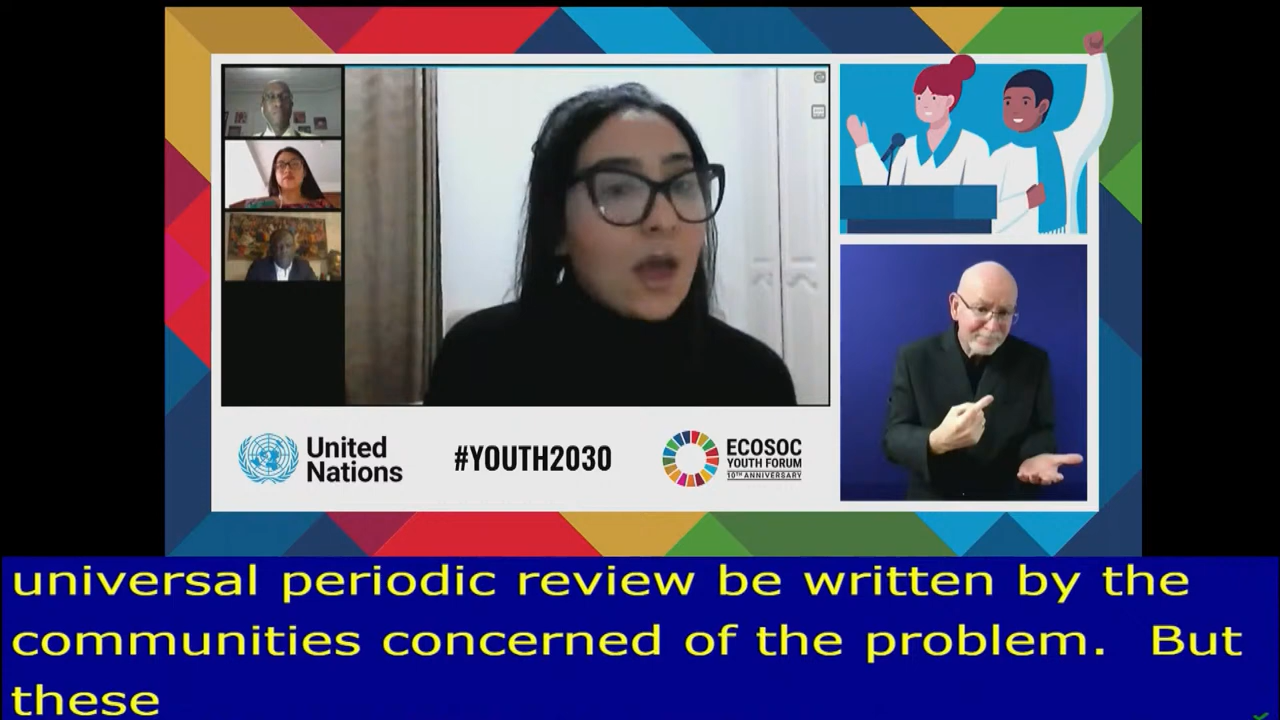 United
Nations
#YOUTH2030
ECOSOC
YOUTH FORUM
10TH ANNIVERSARY
universal periodic review be written by the
communities concerned of the problem.  But
these